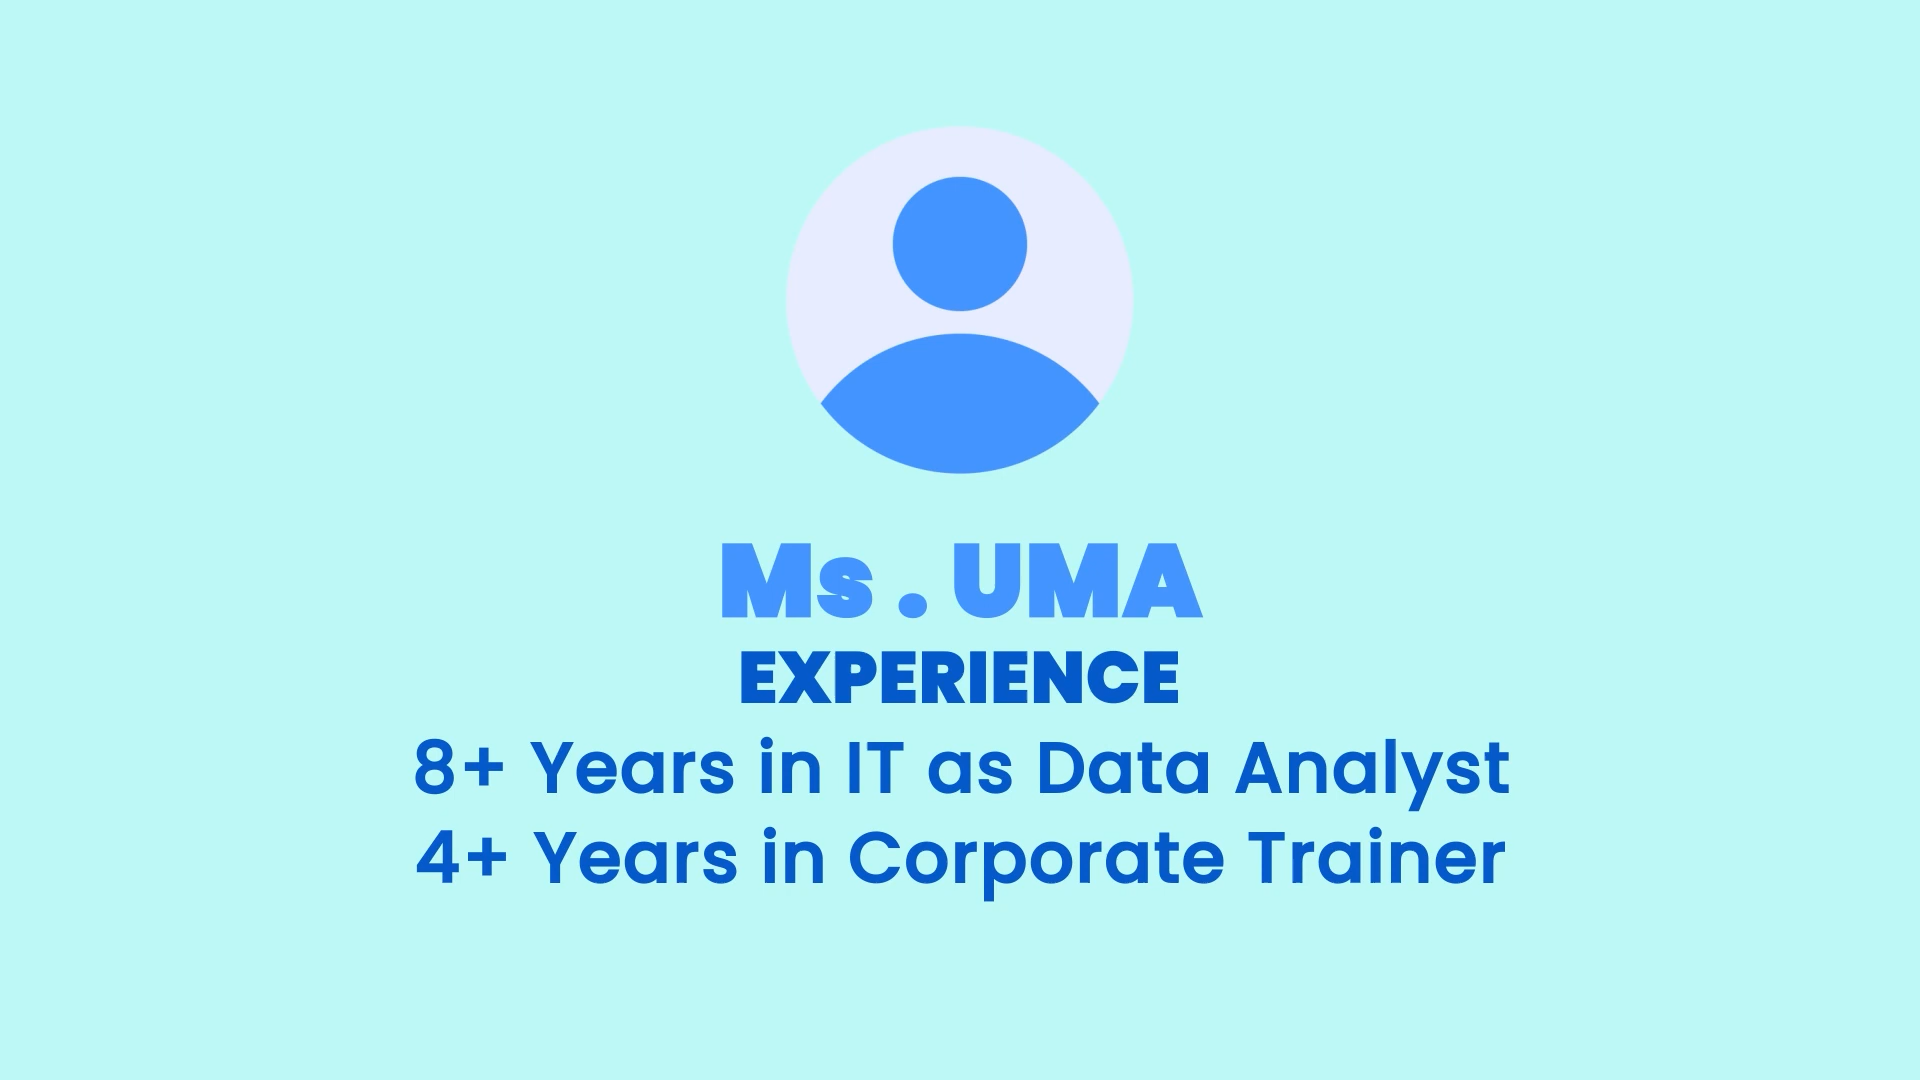 Ms . UMA
EXPERIENCE
8+ Years in IT as Data Analyst
4+ Years in Corporate Trainer